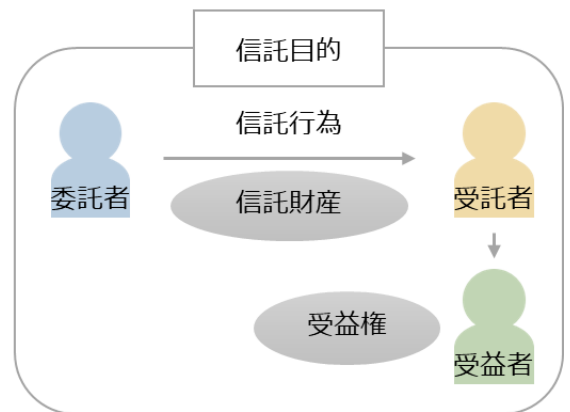 信託目的
信託行為
委託者
信託財産
受託者
受益権
受益者